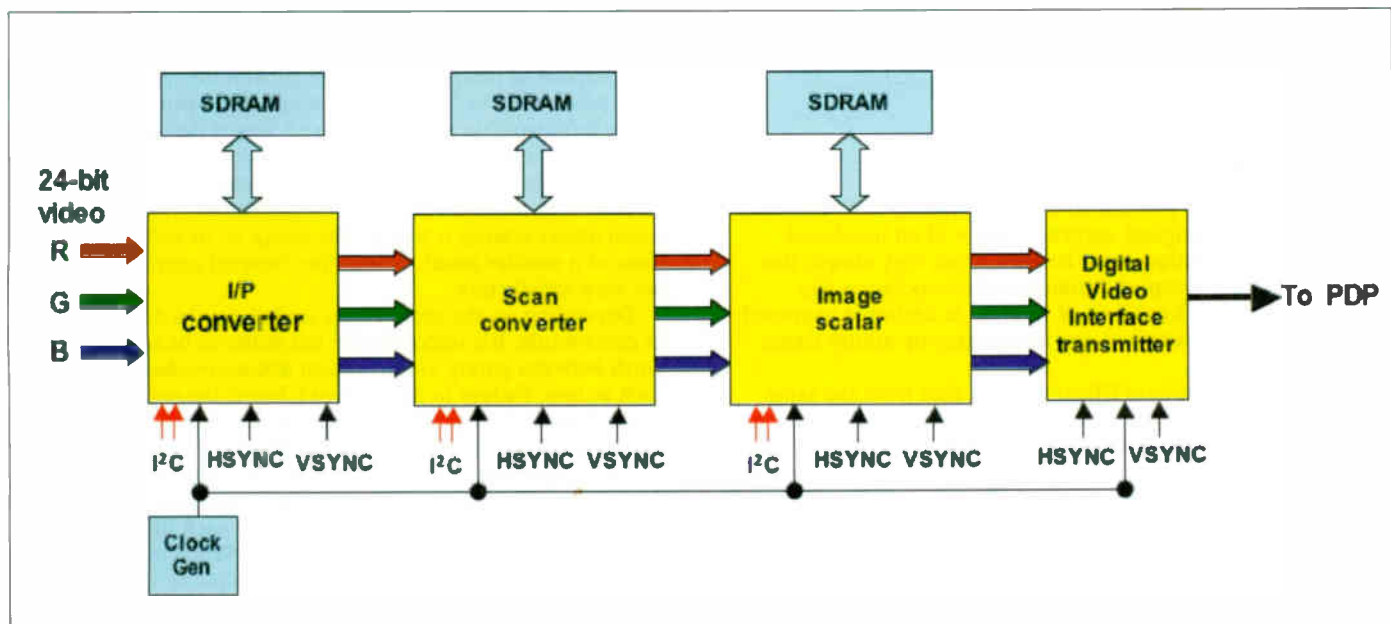 SDRAM
SDRAM
SDRAM
24-bit
video
R
G
B
I/P
converter
Scan
converter
Image
scalar
Digital
Video
Interface
transmitter
To PDP
I²C
HSYNC
VSYNC
I²C
HSYNC
VSYNC
I²C
HSYNC
VSYNC
HSYNC
VSYNC
Clock
Gen